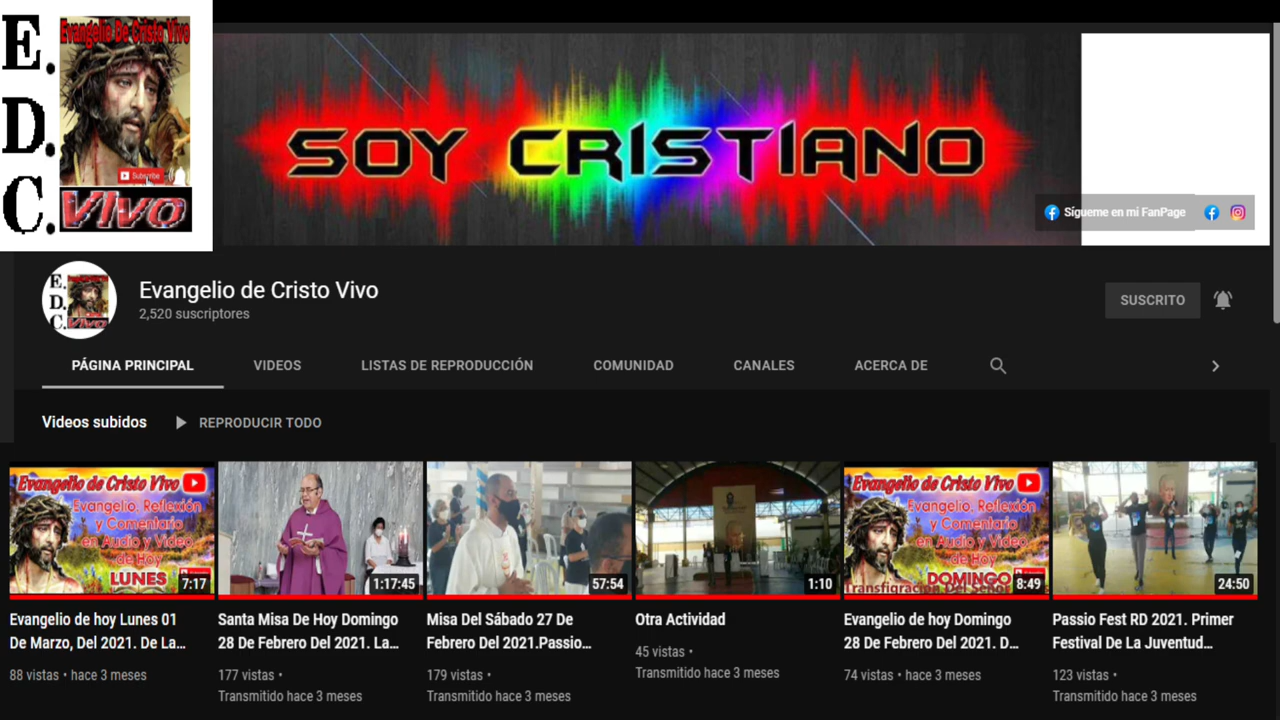 E.
D.
C.
Evangelio De Cristo Vivo
Subscribe
Vivo
SOY CRISTIANO
Sígueme en mi FanPage
E.
D.
C.
Vivo
Evangelio de Cristo Vivo
2,520 suscriptores
SUSCRITO
PÁGINA PRINCIPAL VIDEOS LISTAS DE REPRODUCCIÓN COMUNIDAD CANALES ACERCA DE
Videos subidos REPRODUCIR TODO
Evangelio de Cristo Vivo
Evangelio, Reflexión
y Comentario
en Audio y Video
de Hoy
LUNES
7:17
Evangelio de hoy Lunes 01
De Marzo, Del 2021. De La...
88 vistas • hace 3 meses
1:17:45
Santa Misa De Hoy Domingo
28 De Febrero Del 2021. La...
177 vistas •
Transmitido hace 3 meses
57:54
Misa Del Sábado 27 De
Febrero Del 2021.Passio...
179 vistas •
Transmitido hace 3 meses
1:10
Otra Actividad
45 vistas •
Transmitido hace 3 meses
Evangelio de Cristo Vivo
Evangelio, Reflexión
y Comentario
en Audio y Video
de Hoy
DOMINGO
Transfigración Del Señor
8:49
Evangelio de hoy Domingo
28 De Febrero Del 2021. D...
74 vistas • hace 3 meses
24:50
Passio Fest RD 2021. Primer
Festival De La Juventud...
123 vistas •
Transmitido hace 3 meses